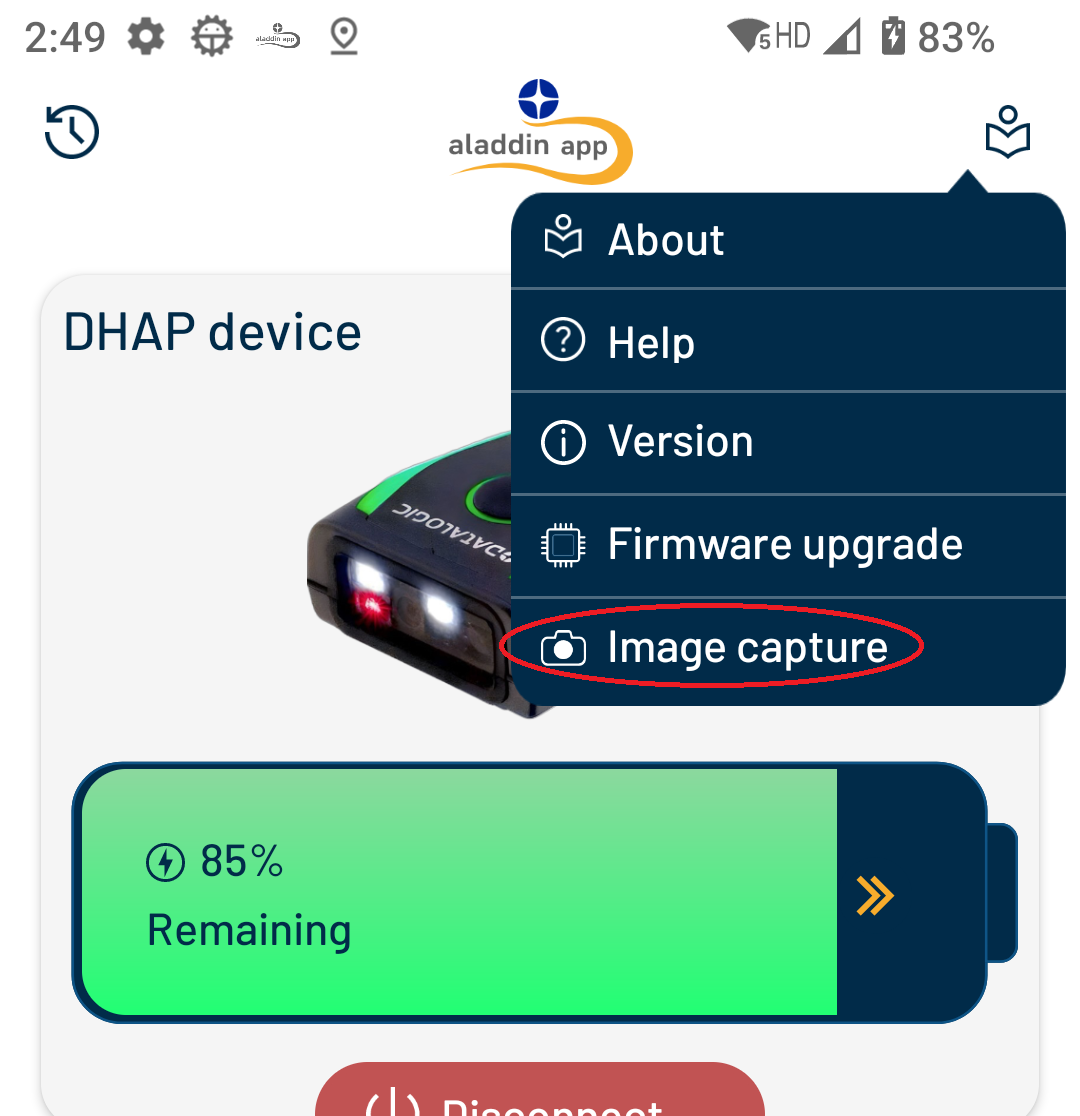 2:49 aladdin app 5 HD 83%
aladdin app
About
DHAP device
Help
Version
DATALOGIC
Firmware upgrade
Image capture
85%
Remaining
Disconnect